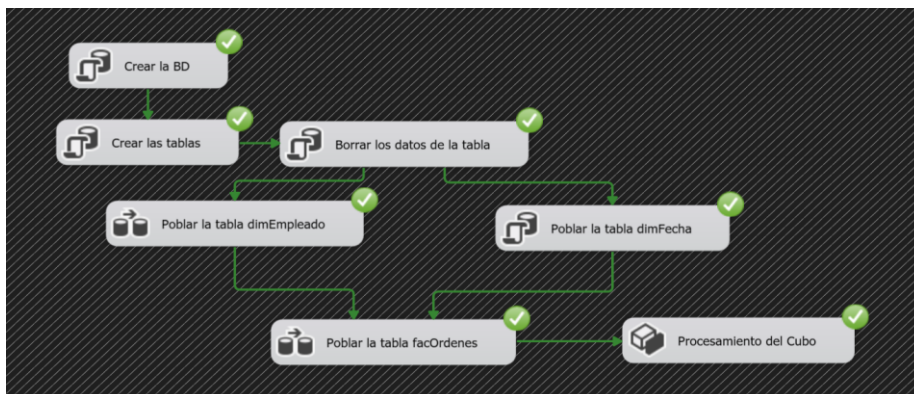 Crear la BD
Crear las tablas
Borrar los datos de la tabla
Poblar la tabla dimEmpleado
Poblar la tabla dimFecha
Poblar la tabla facOrdenes
Procesamiento del Cubo